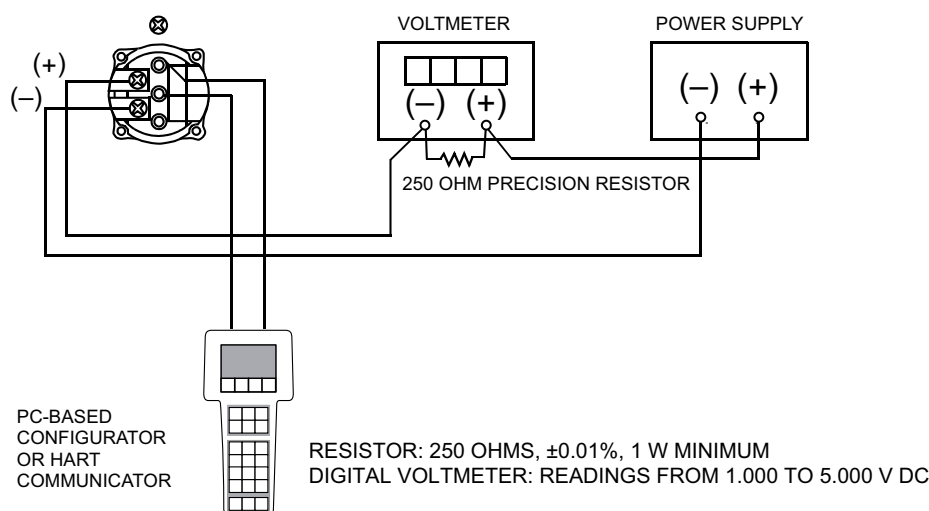 VOLTMETER
POWER SUPPLY
(+)
(–)
(–) (+)
(–) (+)
250 OHM PRECISION RESISTOR
PC-BASED
CONFIGURATOR
OR HART
COMMUNICATOR
RESISTOR: 250 OHMS, ±0.01%, 1 W MINIMUM
DIGITAL VOLTMETER: READINGS FROM 1.000 TO 5.000 V DC